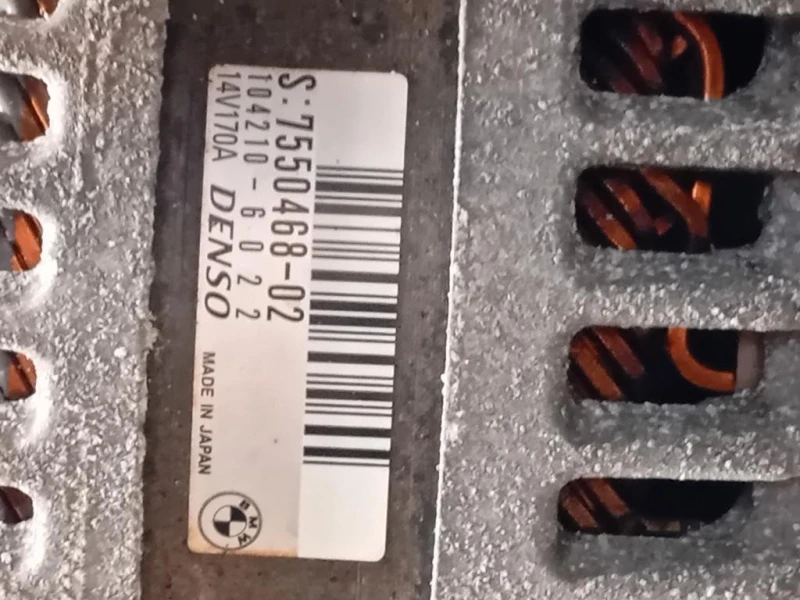 S:7550468-02
104210-6022
14V170A DENSO MADE IN JAPAN
BMW